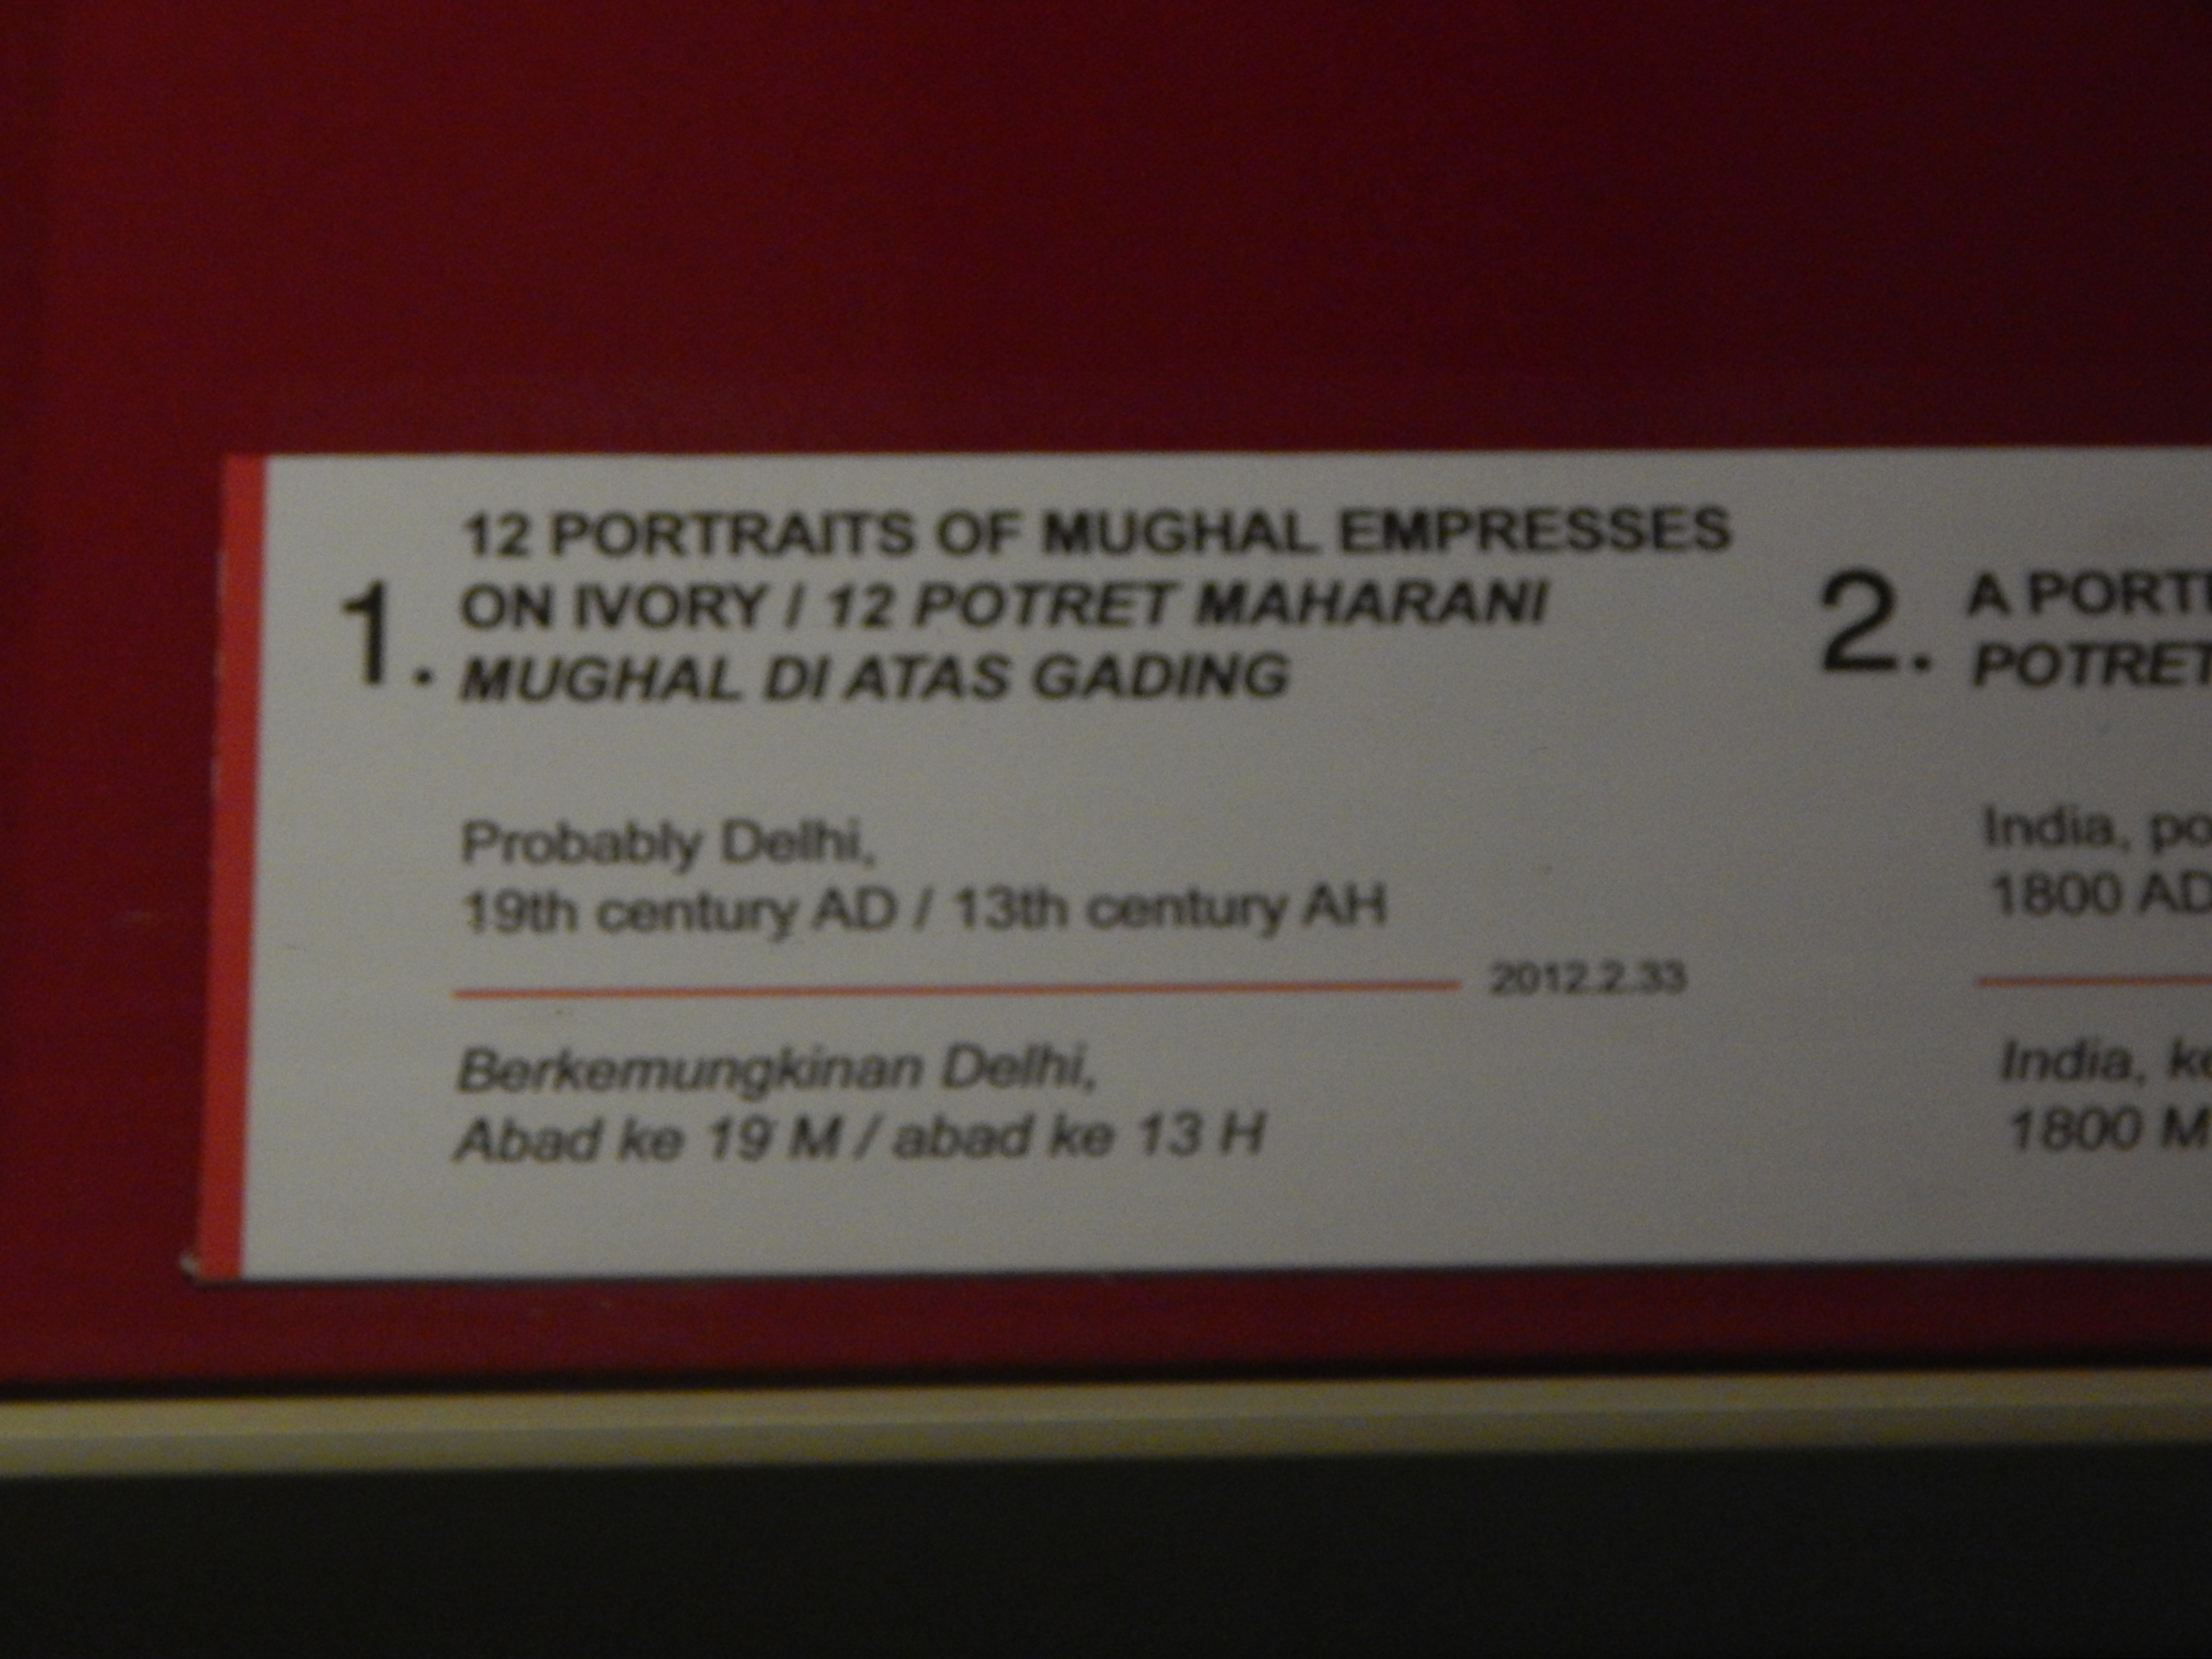 1.
12 PORTRAITS OF MUGHAL EMPRESSES
ON IVORY / 12 POTRET MAHARANI
MUGHAL DI ATAS GADING
Probably Delhi,
19th century AD / 13th century AH
2012.2.33
Berkemungkinan Delhi,
Abad ke 19 M / abad ke 13 H
2.
A
POTRET
India,
1800 AD
India,
1800 M